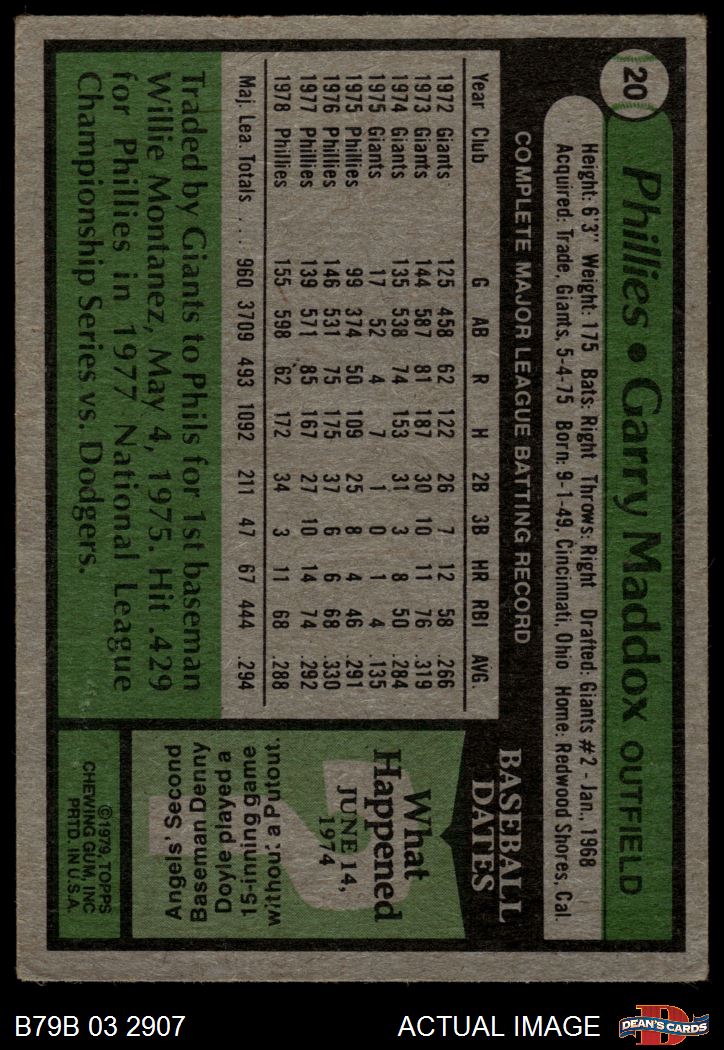 20
Phillies • Garry Maddox OUTFIELD
Height: 6'3" Weight: 175 Bats: Right Throws: Right Drafted: Giants #2 - Jan., 1968
Acquired: Trade, Giants, 5-4-75 Born: 9-1-49, Cincinnati, Ohio Home: Redwood Shores, Cal.
COMPLETE MAJOR LEAGUE BATTING RECORD
Year Club G AB R H 2B 3B HR RBI AVG.
1972 Giants 125 458 62 122 26 7 12 58 .266
1973 Giants 144 587 81 187 30 10 11 76 .319
1974 Giants 135 538 74 153 31 3 8 50 .284
1975 Giants 17 52 4 7 1 0 1 4 .135
1975 Phillies 99 374 50 109 25 8 4 46 .291
1976 Phillies 146 531 75 175 37 6 6 68 .330
1977 Phillies 139 571 85 167 27 10 14 74 .292
1978 Phillies 155 598 62 172 34 3 11 68 .288
Maj. Lea. Totals . . . 960 3709 493 1092 211 47 67 444 .294
Traded by Giants to Phils for 1st baseman
Willie Montanez, May 4, 1975. Hit .429
for Phillies in 1977 National League
Championship Series vs. Dodgers.
BASEBALL
DATES
What
Happened
JUNE 14,
1974
Angels' Second
Baseman Denny
Doyle played a
15-inning game
without a Putout.
©1979, TOPPS
CHEWING GUM, INC
PRTD. IN U.S.A.
B79B 03 2907
ACTUAL IMAGE
D
DEAN'S CARDS